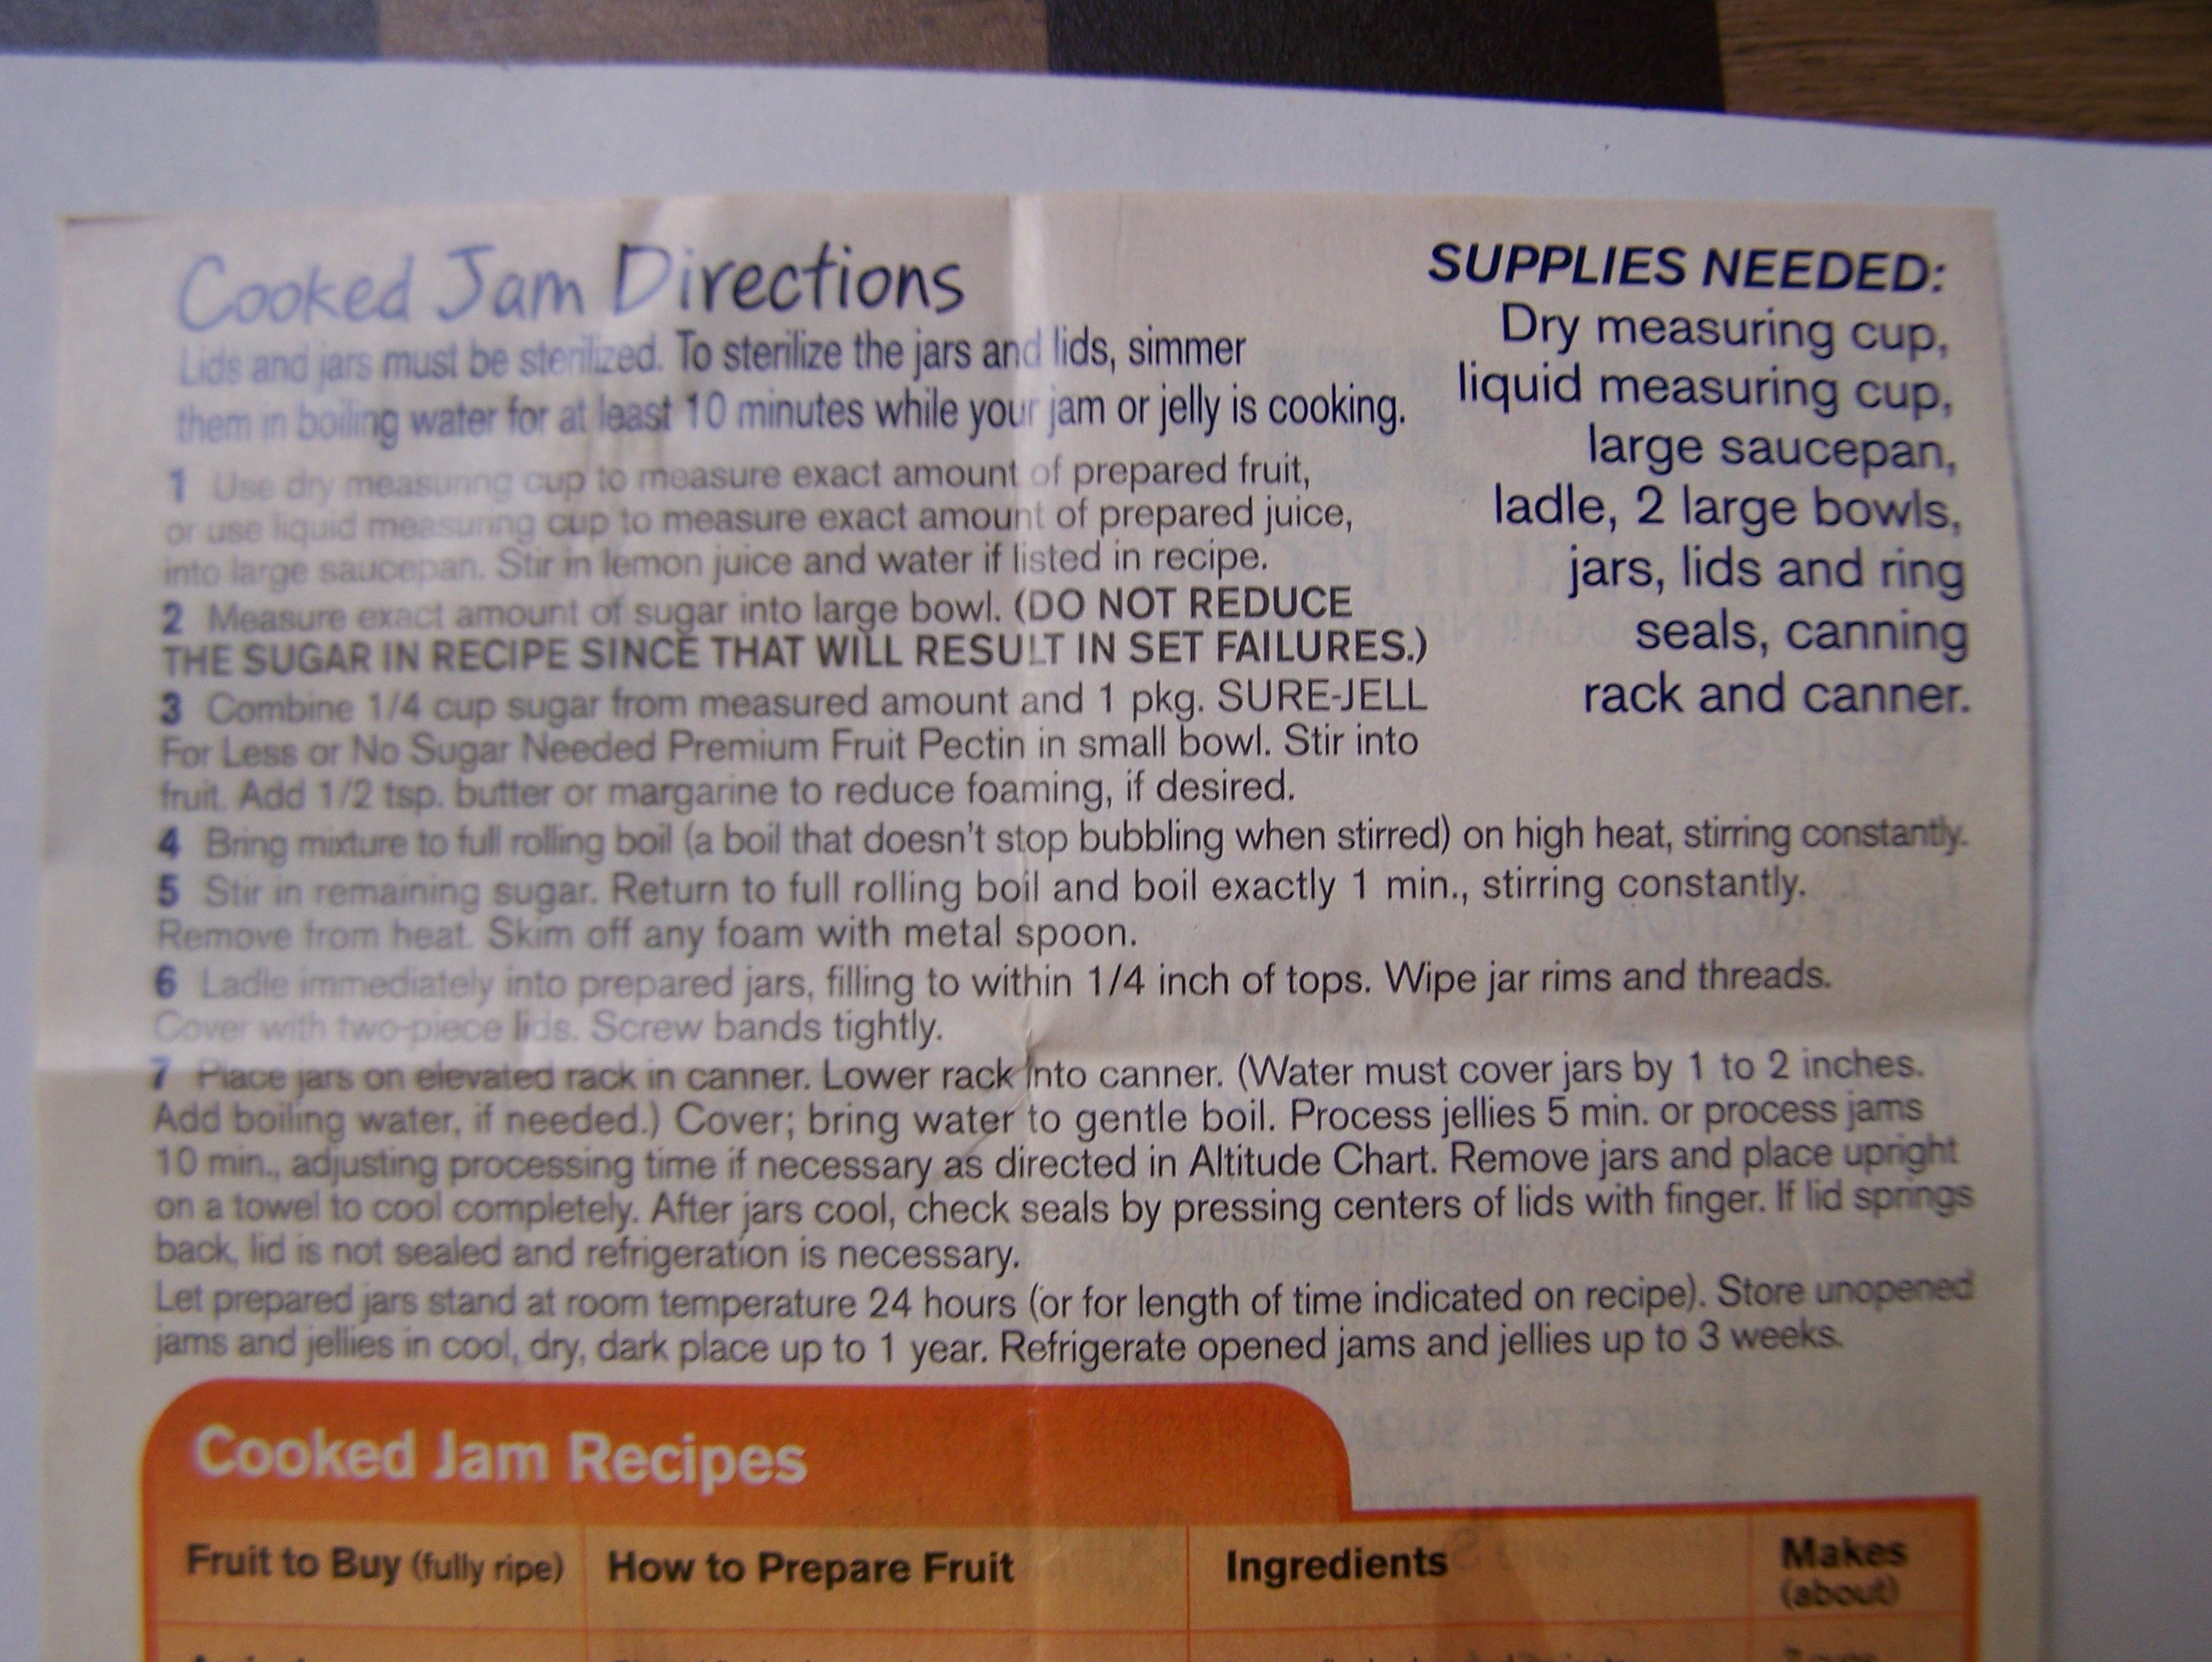 Cooked Jam Directions
Lids and jars must be sterilized. To sterilize the jars and lids, simmer
them in boiling water for at least 10 minutes while your jam or jelly is cooking.
SUPPLIES NEEDED:
Dry measuring cup,
liquid measuring cup,
large saucepan,
ladle, 2 large bowls,
jars, lids and ring
seals, canning
rack and canner.
1 Use dry measuring cup to measure exact amount of prepared fruit,
or use liquid measuring cup to measure exact amount of prepared juice,
into large saucepan. Stir in lemon juice and water if listed in recipe.
2 Measure exact amount of sugar into large bowl. (DO NOT REDUCE
THE SUGAR IN RECIPE SINCE THAT WILL RESULT IN SET FAILURES.)
3 Combine 1/4 cup sugar from measured amount and 1 pkg. SURE-JELL
For Less or No Sugar Needed Premium Fruit Pectin in small bowl. Stir into
fruit. Add 1/2 tsp. butter or margarine to reduce foaming, if desired.
4 Bring mixture to full rolling boil (a boil that doesn't stop bubbling when stirred) on high heat, stirring constantly.
5 Stir in remaining sugar. Return to full rolling boil and boil exactly 1 min., stirring constantly.
Remove from heat. Skim off any foam with metal spoon.
6 Ladle immediately into prepared jars, filling to within 1/4 inch of tops. Wipe jar rims and threads.
Cover with two-piece lids. Screw bands tightly.
7 Place jars on elevated rack in canner. Lower rack into canner. (Water must cover jars by 1 to 2 inches.
Add boiling water, if needed.) Cover; bring water to gentle boil. Process jellies 5 min. or process jams
10 min., adjusting processing time if necessary as directed in Altitude Chart. Remove jars and place upright
on a towel to cool completely. After jars cool, check seals by pressing centers of lids with finger. If lid springs
back, lid is not sealed and refrigeration is necessary.
Let prepared jars stand at room temperature 24 hours (or for length of time indicated on recipe). Store unopened
jams and jellies in cool, dry, dark place up to 1 year. Refrigerate opened jams and jellies up to 3 weeks.
Cooked Jam Recipes
Fruit to Buy (fully ripe)
How to Prepare Fruit
Ingredients
Makes
(about)